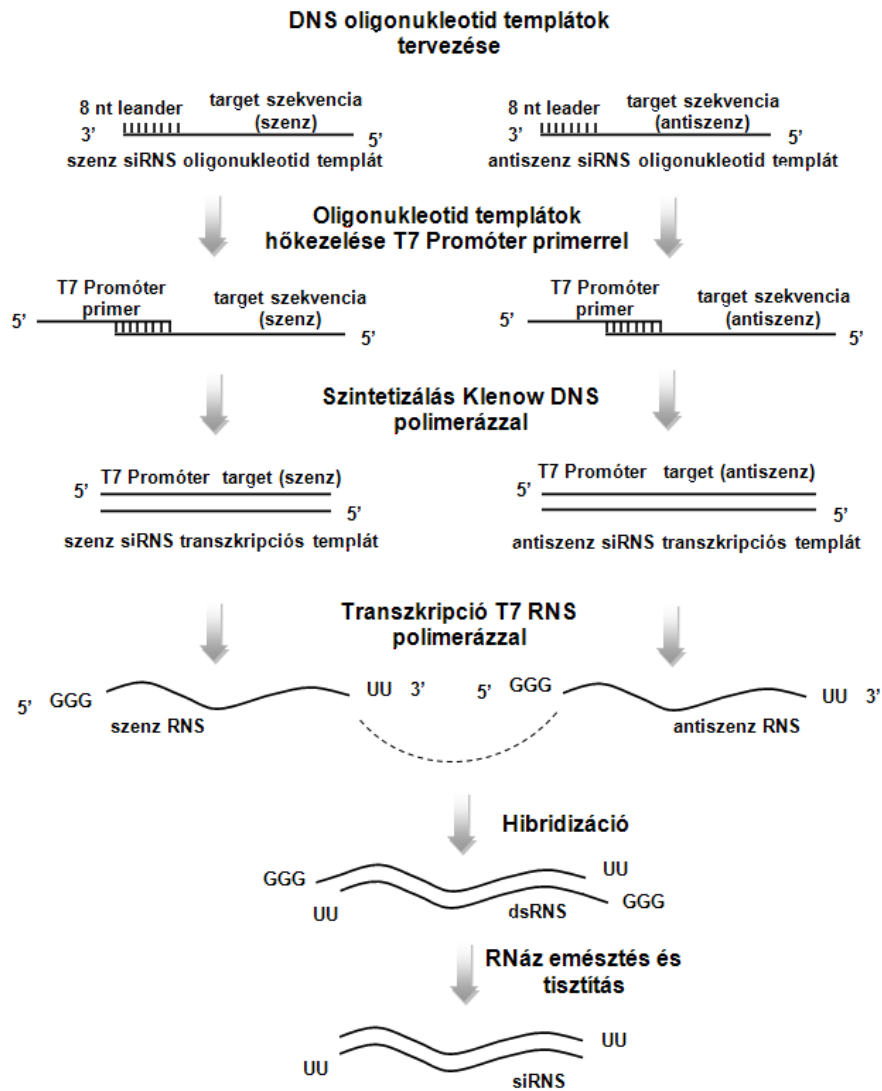 DNS oligonukleotid templátok
tervezése
8 nt leander
target szekvencia
(szenz)
3’
5’
szenz siRNS oligonukleotid templát
8 nt leader
target szekvencia
(antiszenz)
3’
5’
antiszenz siRNS oligonukleotid templát
Oligonukleotid templátok
hőkezelése T7 Promóter primerrel
T7 Promóter
primer
target szekvencia
(szenz)
5’
5’
T7 Promóter
primer
target szekvencia
(antiszenz)
5’
5’
Szintetizálás Klenow DNS
polimerázzal
T7 Promóter target (szenz)
5’
5’
szenz siRNS transzkripciós templát
T7 Promóter target (antiszenz)
5’
5’
antiszenz siRNS transzkripciós templát
Transzkripció T7 RNS
polimerázzal
5’ GGG
UU 3’
szenz RNS
5’ GGG
UU 3’
antiszenz RNS
Hibridizáció
GGG
UU
UU
GGG
dsRNS
RNáz emésztés és
tisztítás
UU
UU
siRNS